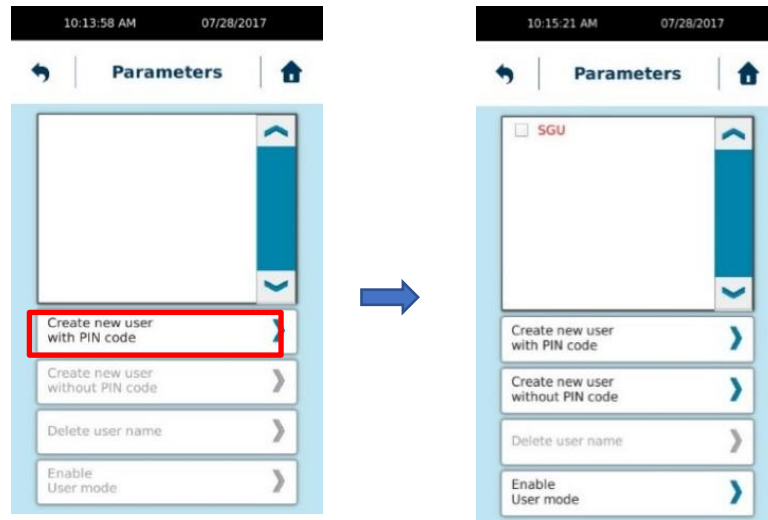 10:13:58 AM 07/28/2017
Parameters
Create new user
with PIN code
Create new user
without PIN code
Delete user name
Enable
User mode
10:15:21 AM 07/28/2017
Parameters
SGU
Create new user
with PIN code
Create new user
without PIN code
Delete user name
Enable
User mode